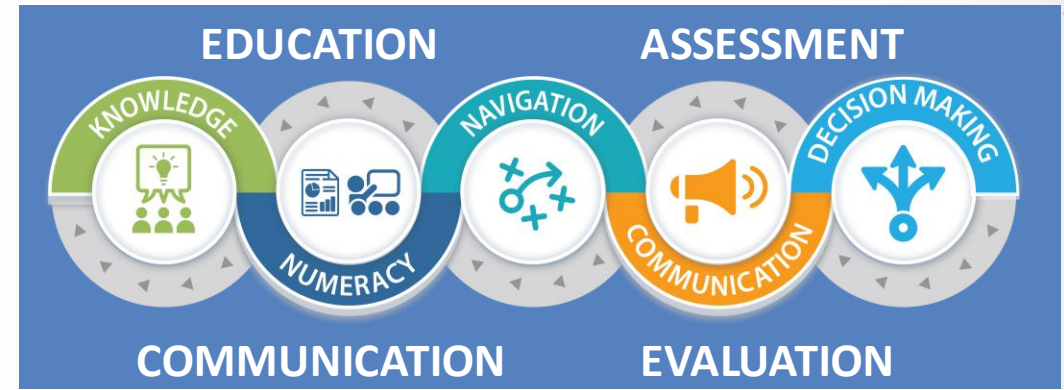 EDUCATION
ASSESSMENT
KNOWLEDGE
NUMERACY
NAVIGATION
COMMUNICATION
DECISION MAKING
COMMUNICATION
EVALUATION